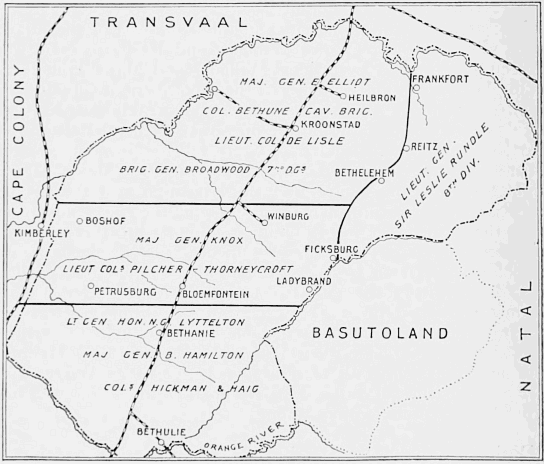 TRANSVAAL
CAPE COLONY
MAJ. GEN. E. ELLIOT
FRANKFORT
HEILBRON
COL. BETHUNE CAV. BRIG.
KROONSTAD
LIEUT. COL. DE LISLE
REITZ
BRIG. GEN. BROADWOOD 7TH DGS
BETHELEHEM
LIEUT. GEN.
SIR LESLIE RUNDLE
8TH DIV.
WINBURG
BOSHOF
KIMBERLEY
MAJ GEN. KNOX
FICKSBURG
LIEUT COLS PILCHER - THORNEYCROFT
LADYBRAND
PETRUSBURG
BLOEMFONTEIN
LT GEN HON. N.G. LYTTELTON
BETHANIE
BASUTOLAND
NATAL
MAJ GEN. B. HAMILTON
COLS HICKMAN & HAIG
BETHULIE
ORANGE RIVER